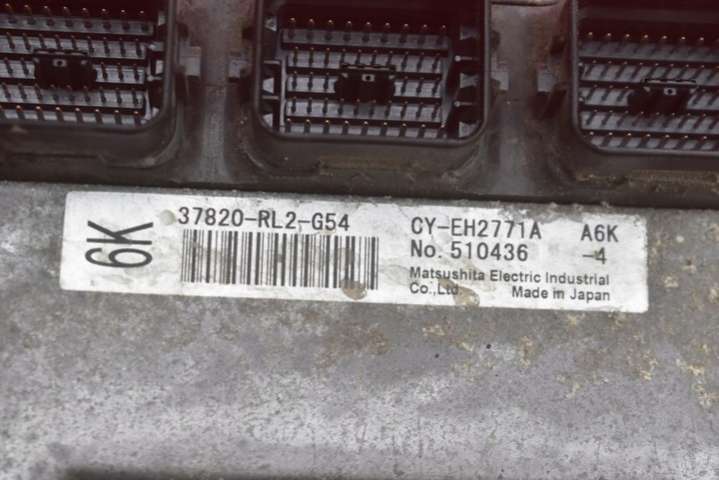 6K
37820-RL2-G54
CY-EH2771A A6K
No. 510436 -4
Matsushita Electric Industrial
Co.,Ltd. Made in Japan